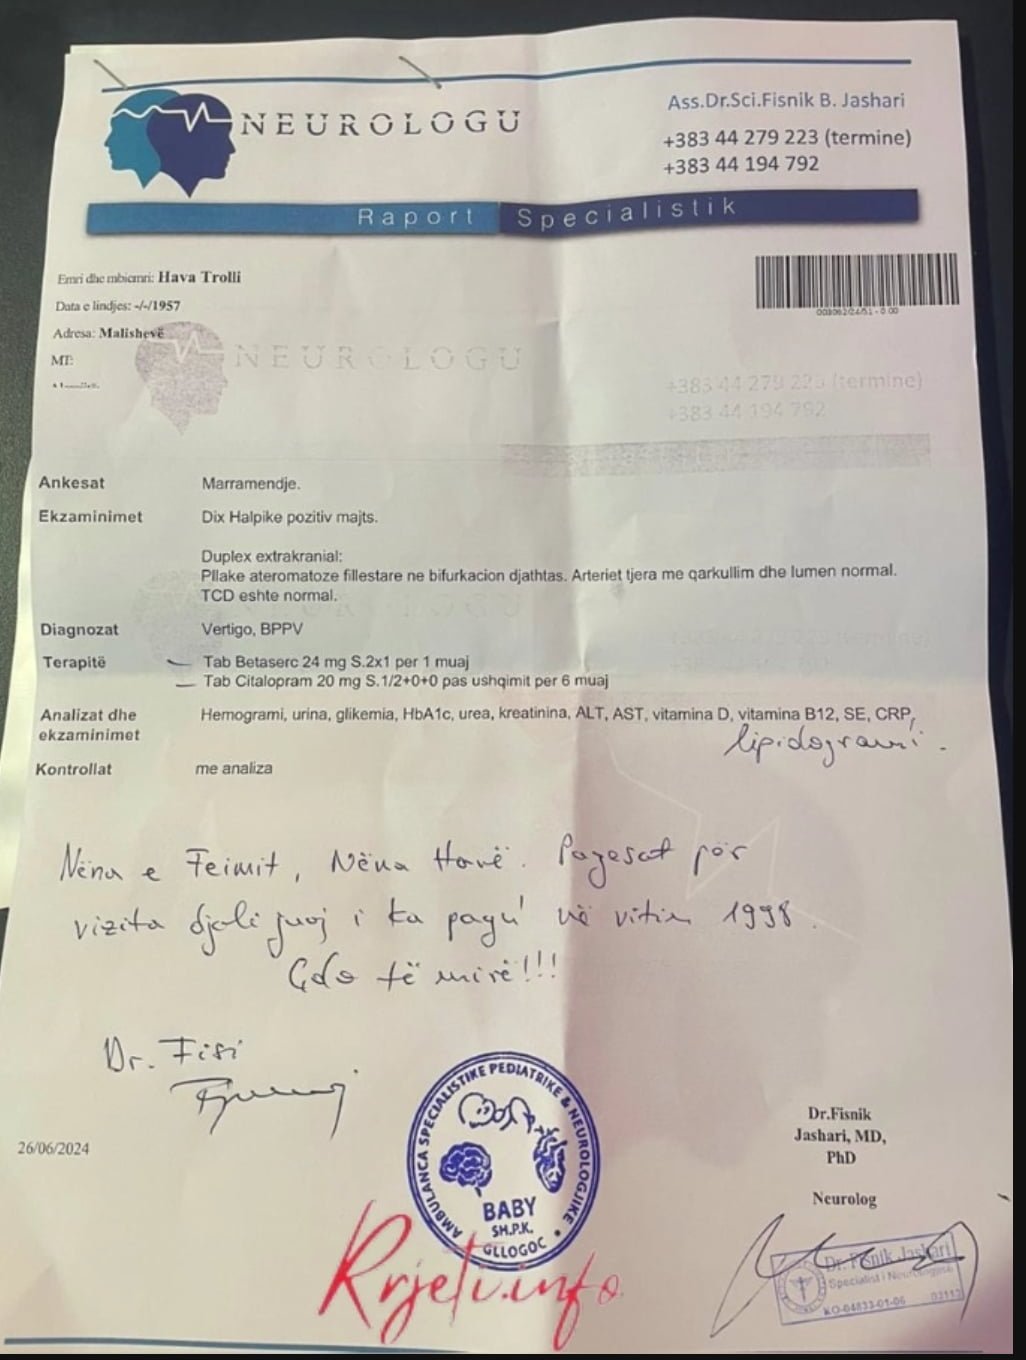 NEUROLOGU
Ass.Dr.Sci.Fisnik B. Jashari
+383 44 279 223 (termine)
+383 44 194 792
Raport Specialistik
Emri dhe mbiemri: Hava Trolli
Data e lindjes: -/-/1957
Adresa: Malishevë
MT:
NEUROLOGU
+383 44 279 223 (termine)
+383 44 194 792
Ankesat Marramendje.
Ekzaminimet Dix Halpike pozitiv majts.
Duplex extrakranial:
Pllake ateromatoze fillestare ne bifurkacion djathtas. Arteriet tjera me qarkullim dhe lumen normal.
TCD eshte normal.
Diagnozat Vertigo, BPPV
Terapitë Tab Betaserc 24 mg S.2x1 per 1 muaj
Tab Citalopram 20 mg S.1/2+0+0 pas ushqimit per 6 muaj
Analizat dhe ekzaminimet Hemogrami, urina, glikemia, HbA1c, urea, kreatinina, ALT, AST, vitamina D, vitamina B12, SE, CRP,
lipidogrami.
Kontrollat me analiza
Nëna e Feimit, Nëna Havë. Pagesat për
vizita djali juaj i ka pagu' në vitin 1998.
Çdo të mirë!!!
Dr. Fisi
26/06/2024
AMBULANCA SPECIALISTIKE PEDIATRIKE & NEUROLOGJIKE
BABY
SH.P.K.
GLLOGOC
Dr.Fisnik
Jashari, MD,
PhD
Neurolog
Dr. Fisnik Jashari
Specialist i Neurologjisë
Rrjeti.info